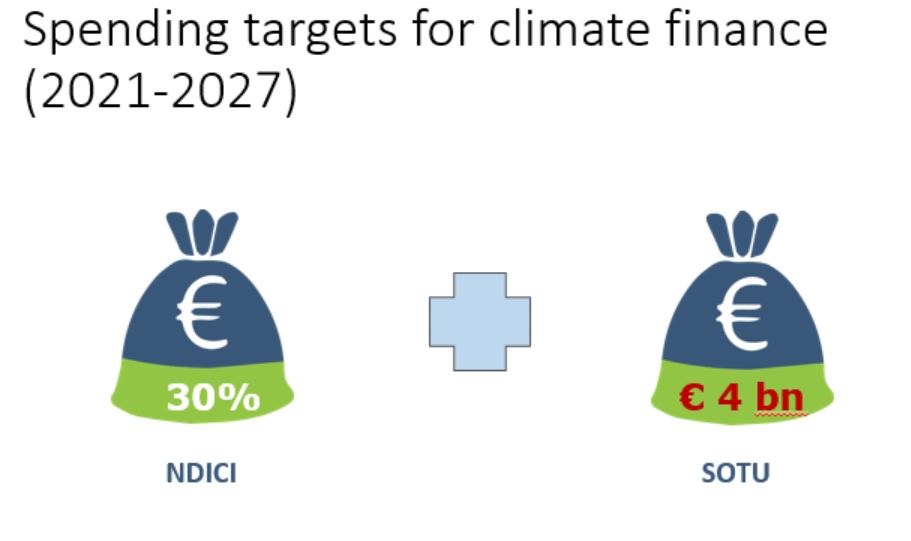 Spending targets for climate finance
(2021-2027)
€
€
30%
€ 4 bn
NDICI
SOTU